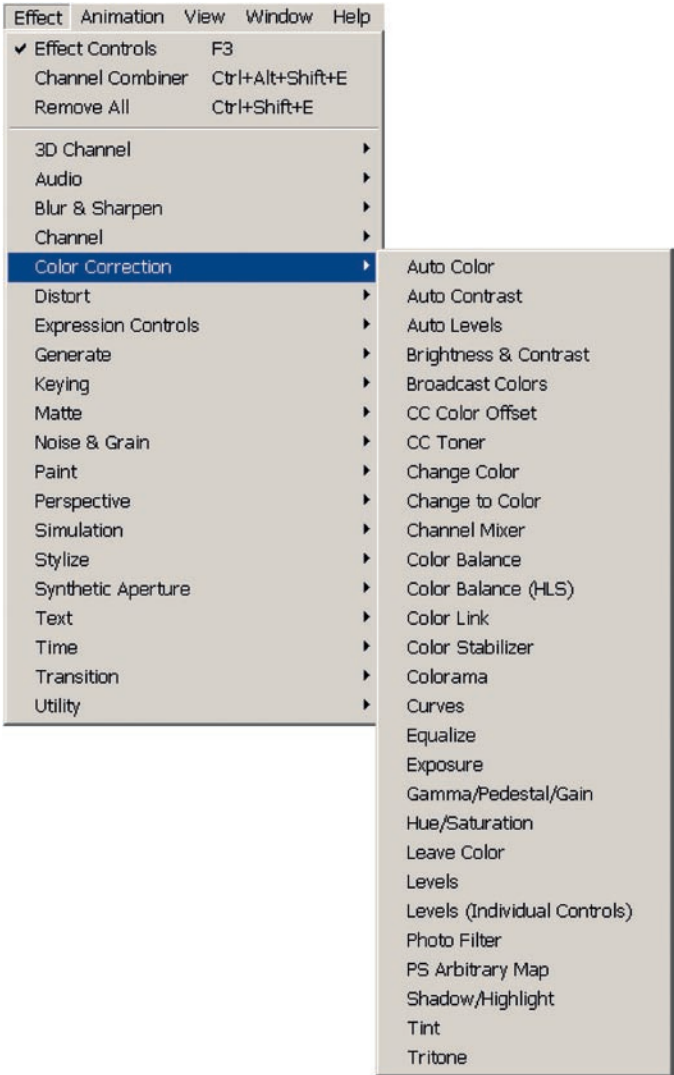 Effect Animation View Window Help
Effect Controls F3
Channel Combiner Ctrl+Alt+Shift+E
Remove All Ctrl+Shift+E
3D Channel
Audio
Blur & Sharpen
Channel
Color Correction
Distort
Expression Controls
Generate
Keying
Matte
Noise & Grain
Paint
Perspective
Simulation
Stylize
Synthetic Aperture
Text
Time
Transition
Utility
Auto Color
Auto Contrast
Auto Levels
Brightness & Contrast
Broadcast Colors
CC Color Offset
CC Toner
Change Color
Change to Color
Channel Mixer
Color Balance
Color Balance (HLS)
Color Link
Color Stabilizer
Colorama
Curves
Equalize
Exposure
Gamma/Pedestal/Gain
Hue/Saturation
Leave Color
Levels
Levels (Individual Controls)
Photo Filter
PS Arbitrary Map
Shadow/Highlight
Tint
Tritone